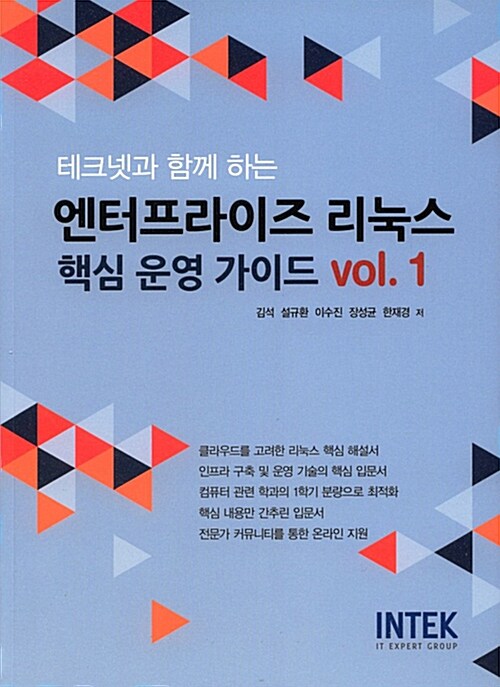 테크넷과 함께 하는
엔터프라이즈 리눅스
핵심 운영 가이드 vol. 1
김석 설규환 이수진 장성균 한재경 저
클라우드를 고려한 리눅스 핵심 해설서
인프라 구축 및 운영 기술의 핵심 입문서
컴퓨터 관련 학과의 1학기 분량으로 최적화
핵심 내용만 간추린 입문서
전문가 커뮤니티를 통한 온라인 지원
INTEK
IT EXPERT GROUP